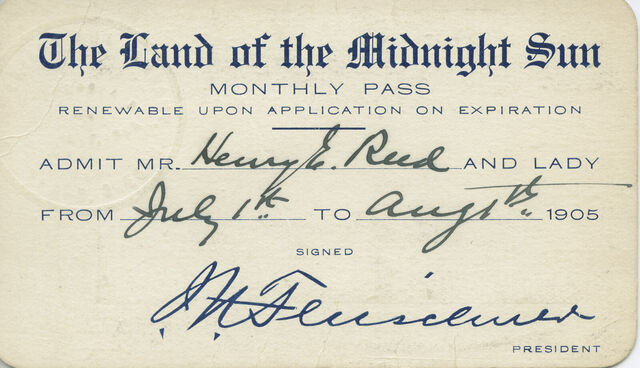 The Land of the Midnight Sun
MONTHLY PASS
RENEWABLE UPON APPLICATION ON EXPIRATION
ADMIT MR. Henry E. Reed AND LADY
FROM July 1st TO Aug 1th 1905
SIGNED
PRESIDENT